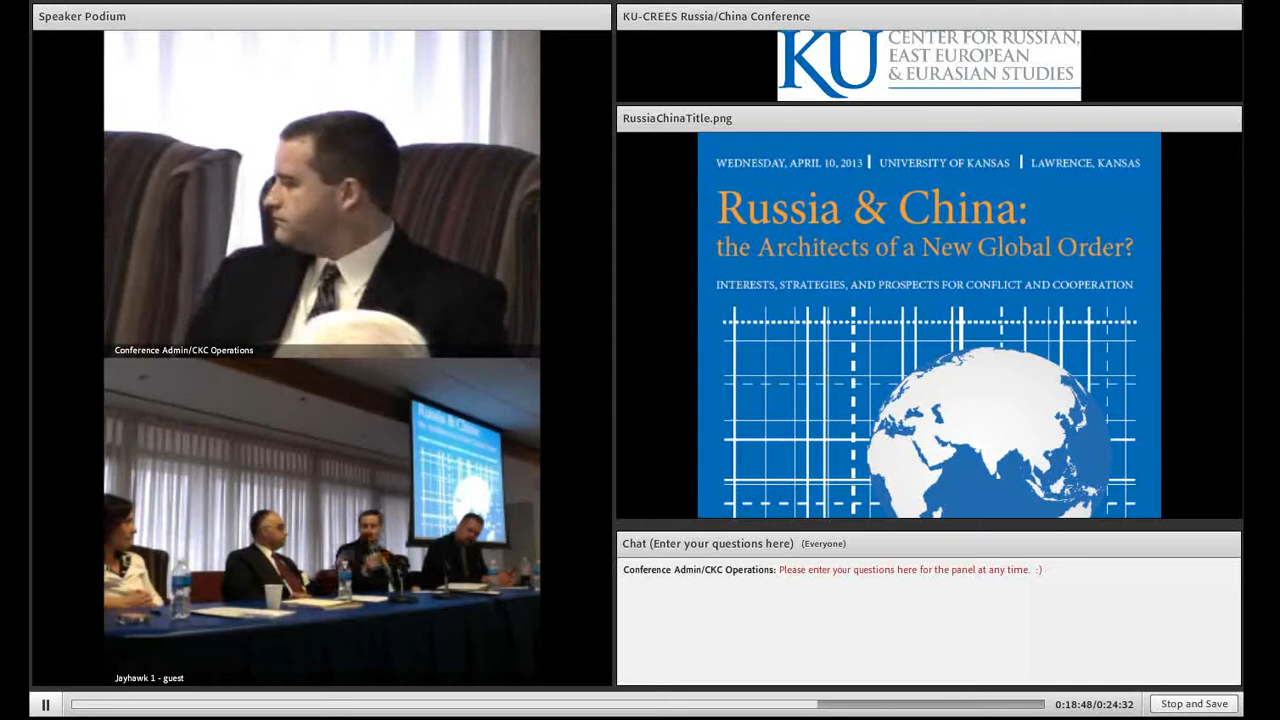 Speaker Podium
Conference Admin/CKC Operations
Russia & China:
Jayhawk 1 - guest
KU-CREES Russia/China Conference
KU
CENTER FOR RUSSIAN,
EAST EUROPEAN
& EURASIAN STUDIES
RussiaChinaTitle.png
WEDNESDAY, APRIL 10, 2013 | UNIVERSITY OF KANSAS | LAWRENCE, KANSAS
Russia & China:
the Architects of a New Global Order?
INTERESTS, STRATEGIES, AND PROSPECTS FOR CONFLICT AND COOPERATION
Chat (Enter your questions here) (Everyone)
Conference Admin/CKC Operations: Please enter your questions here for the panel at any time. :)
0:18:48/0:24:32
Stop and Save